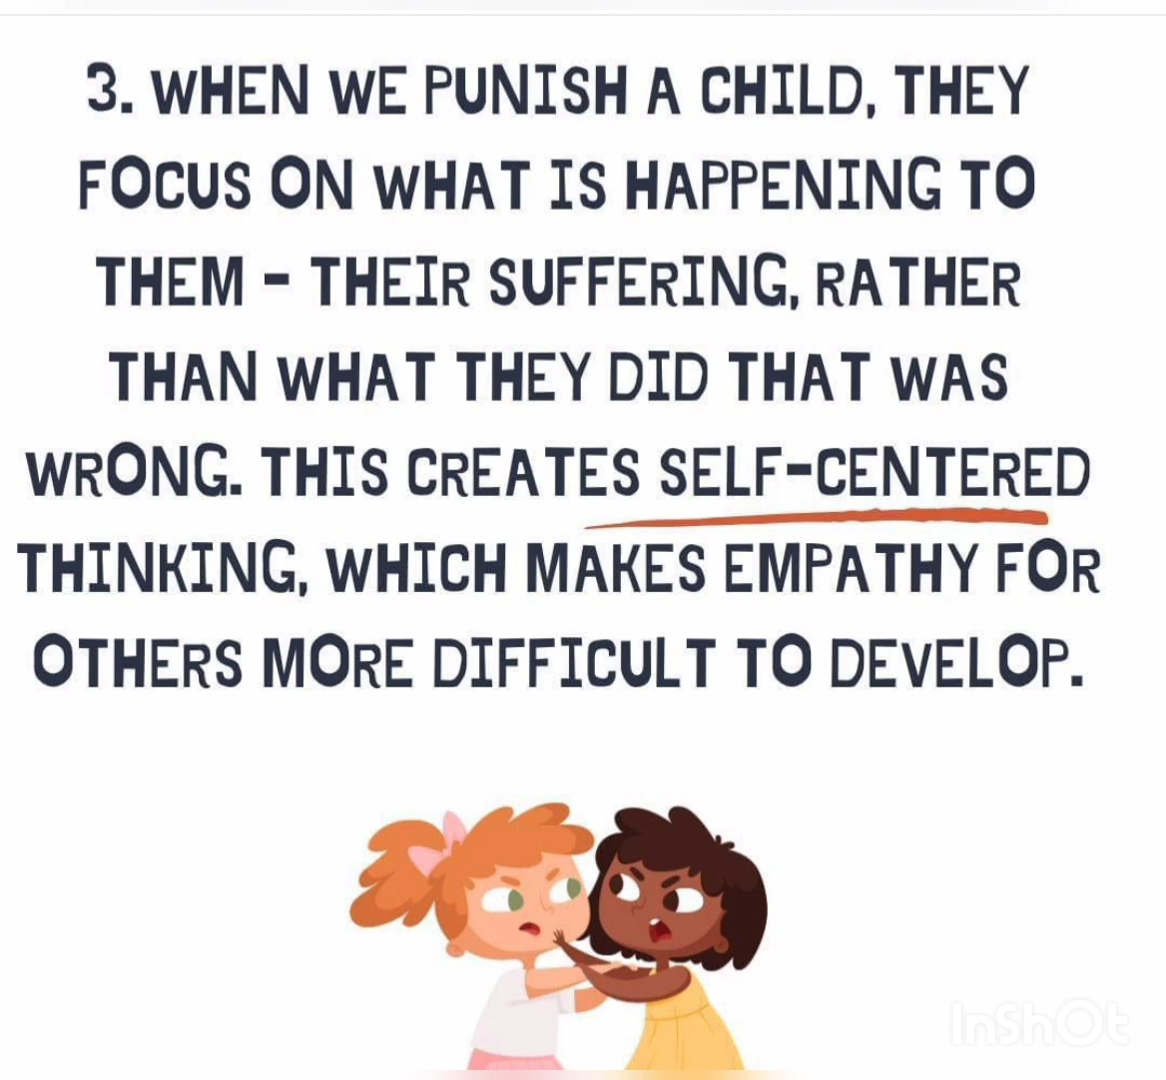 3. WHEN WE PUNISH A CHILD, THEY
FOCUS ON WHAT IS HAPPENING TO
THEM - THEIR SUFFERING, RATHER
THAN WHAT THEY DID THAT WAS
WRONG. THIS CREATES SELF-CENTERED
THINKING, WHICH MAKES EMPATHY FOR
OTHERS MORE DIFFICULT TO DEVELOP.
InShOt